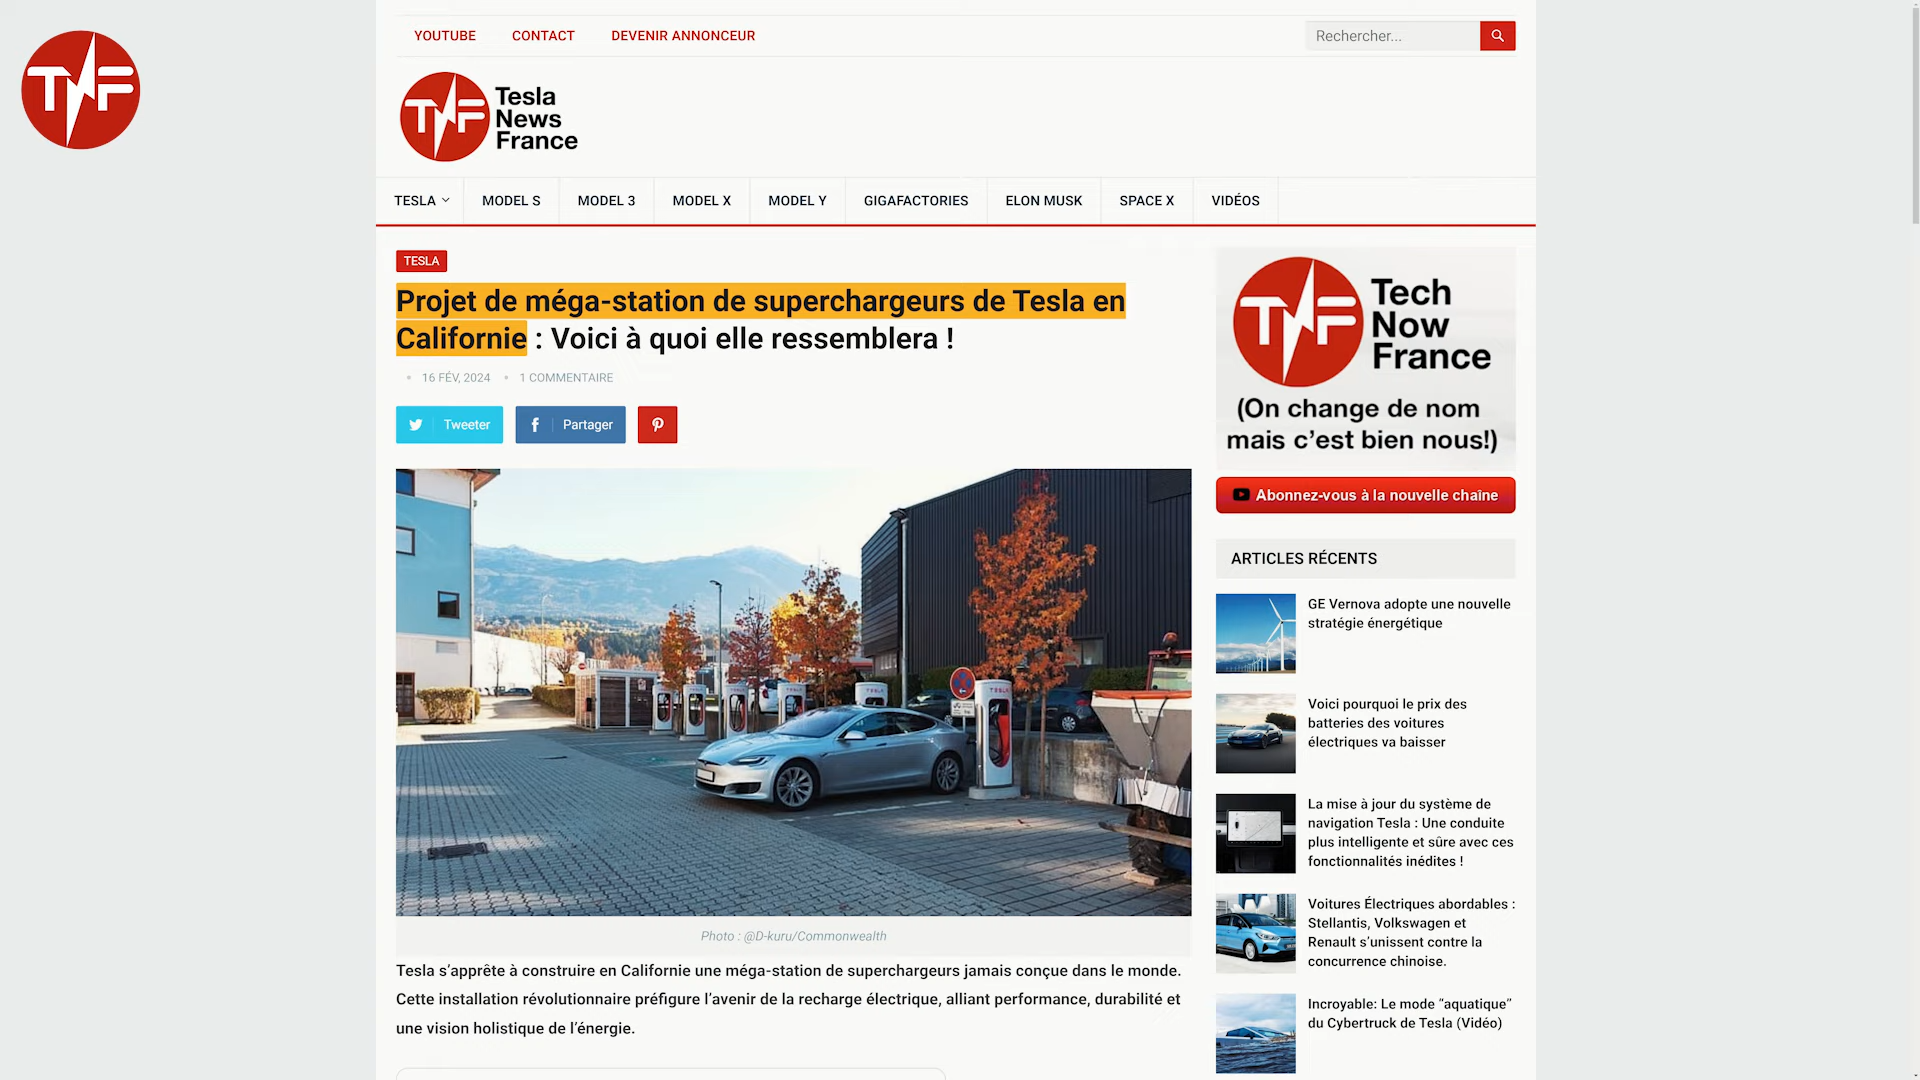 TNF
YOUTUBE CONTACT DEVENIR ANNONCEUR Rechercher...
TNF Tesla
News
France
TESLA MODEL S MODEL 3 MODEL X MODEL Y GIGAFACTORIES ELON MUSK SPACE X VIDÉOS
TESLA
Projet de méga-station de superchargeurs de Tesla en
Californie : Voici à quoi elle ressemblera !
16 FÉV, 2024 1 COMMENTAIRE
Tweeter Partager
Photo : @D-kuru/Commonwealth
Tesla s’apprête à construire en Californie une méga-station de superchargeurs jamais conçue dans le monde.
Cette installation révolutionnaire préfigure l’avenir de la recharge électrique, alliant performance, durabilité et
une vision holistique de l’énergie.
TNF Tech
Now
France
(On change de nom
mais c’est bien nous!)
Abonnez-vous à la nouvelle chaîne
ARTICLES RÉCENTS
GE Vernova adopte une nouvelle
stratégie énergétique
Voici pourquoi le prix des
batteries des voitures
électriques va baisser
La mise à jour du système de
navigation Tesla : Une conduite
plus intelligente et sûre avec ces
fonctionnalités inédites !
Voitures Électriques abordables :
Stellantis, Volkswagen et
Renault s’unissent contre la
concurrence chinoise.
Incroyable: Le mode “aquatique”
du Cybertruck de Tesla (Vidéo)